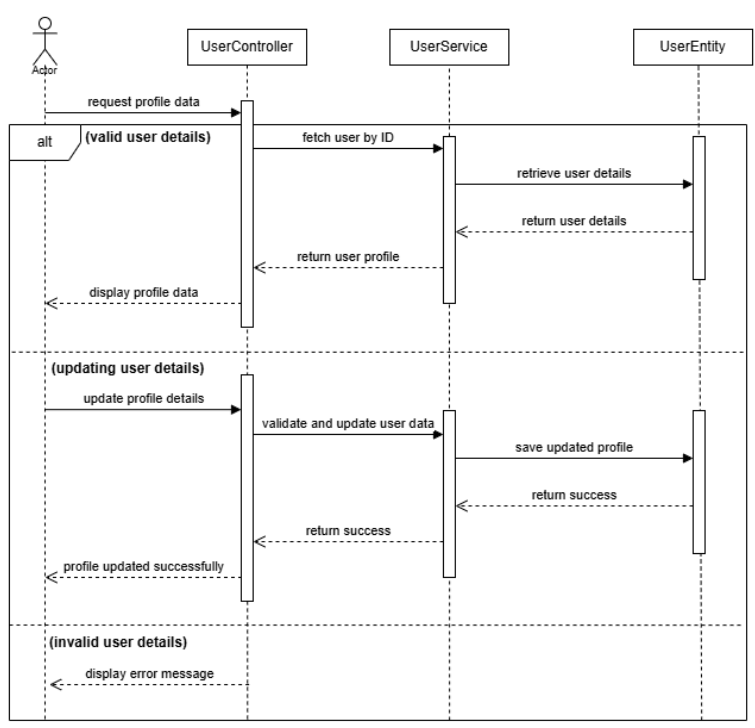 UserController
UserService
UserEntity
Actor
request profile data
alt
(valid user details)
fetch user by ID
retrieve user details
return user details
return user profile
display profile data
(updating user details)
update profile details
validate and update user data
save updated profile
return success
return success
profile updated successfully
(invalid user details)
display error message